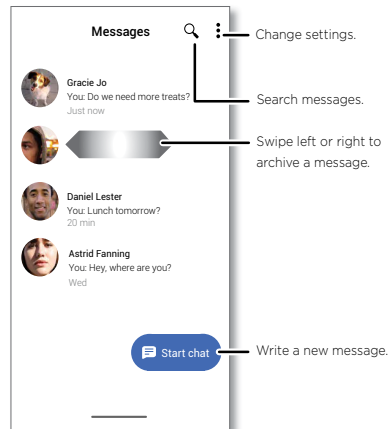 Messages
Change settings.
Gracie Jo
You: Do we need more treats?
Just now
Search messages.
Swipe left or right to
archive a message.
Daniel Lester
You: Lunch tomorrow?
20 min
Astrid Fanning
You: Hey, where are you?
Wed
Start chat
Write a new message.